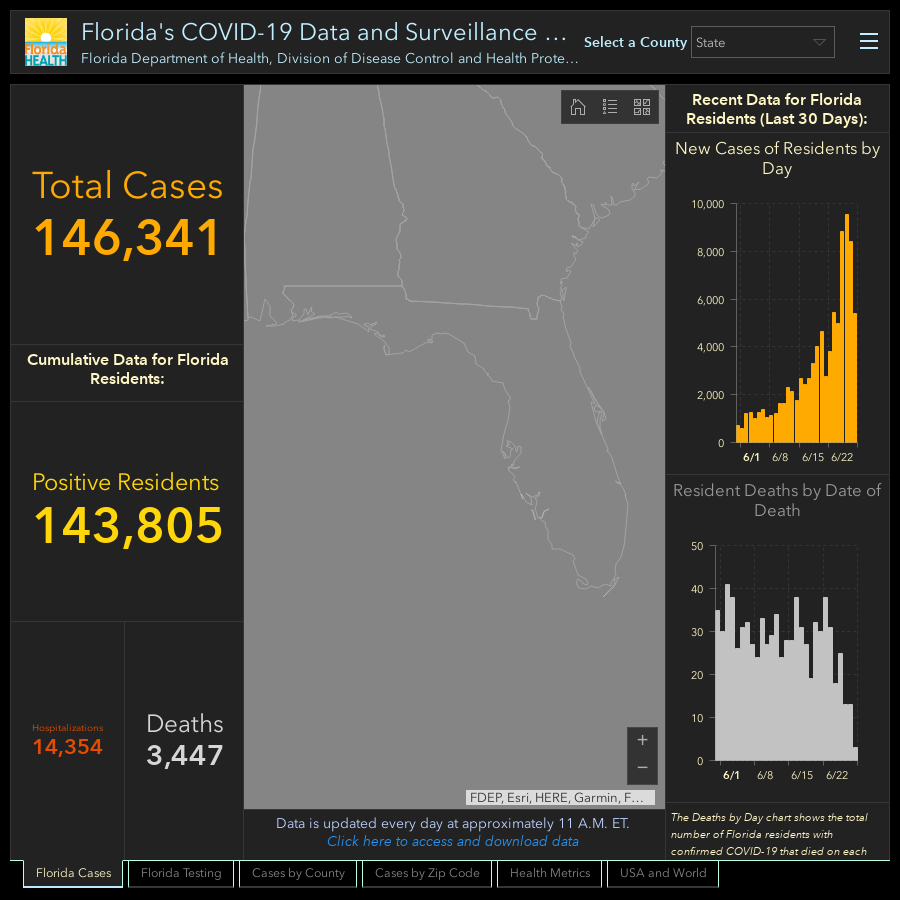 Florida HEALTH
Florida's COVID-19 Data and Surveillance ...
Florida Department of Health, Division of Disease Control and Health Prote...
Select a County
State
Total Cases
146,341
Cumulative Data for Florida
Residents:
Positive Residents
143,805
Hospitalizations
14,354
Deaths
3,447
FDEP, Esri, HERE, Garmin, F...
Data is updated every day at approximately 11 A.M. ET.
Click here to access and download data
Recent Data for Florida
Residents (Last 30 Days):
New Cases of Residents by
Day
10,000
8,000
6,000
4,000
2,000
0
6/1 6/8 6/15 6/22
Resident Deaths by Date of
Death
50
40
30
20
10
0
6/1 6/8 6/15 6/22
The Deaths by Day chart shows the total
number of Florida residents with
confirmed COVID-19 that died on each
Florida Cases
Florida Testing
Cases by County
Cases by Zip Code
Health Metrics
USA and World